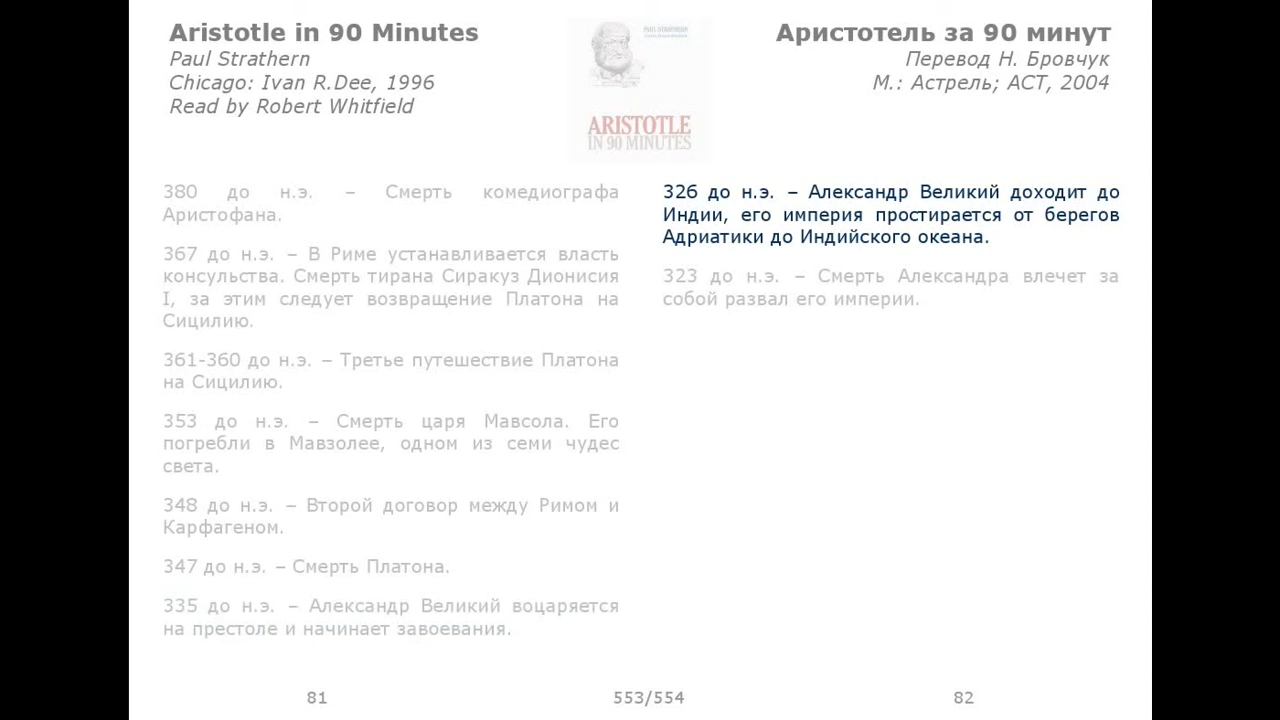 Aristotle in 90 Minutes
Paul Strathern
Chicago: Ivan R.Dee, 1996
Read by Robert Whitfield
PAUL STRATHERN
ARISTOTLE
IN 90 MINUTES
Аристотель за 90 минут
Перевод Н. Бровчук
М.: Астрель; АСТ, 2004
380 до н.э. – Смерть комедиографа
Аристофана.
367 до н.э. – В Риме устанавливается власть
консульства. Смерть тирана Сиракуз Дионисия
I, за этим следует возвращение Платона на
Сицилию.
361-360 до н.э. – Третье путешествие Платона
на Сицилию.
353 до н.э. – Смерть царя Мавсола. Его
погребли в Мавзолее, одном из семи чудес
света.
348 до н.э. – Второй договор между Римом и
Карфагеном.
347 до н.э. – Смерть Платона.
335 до н.э. – Александр Великий воцаряется
на престоле и начинает завоевания.
326 до н.э. – Александр Великий доходит до
Индии, его империя простирается от берегов
Адриатики до Индийского океана.
323 до н.э. – Смерть Александра влечет за
собой развал его империи.
81
553/554
82